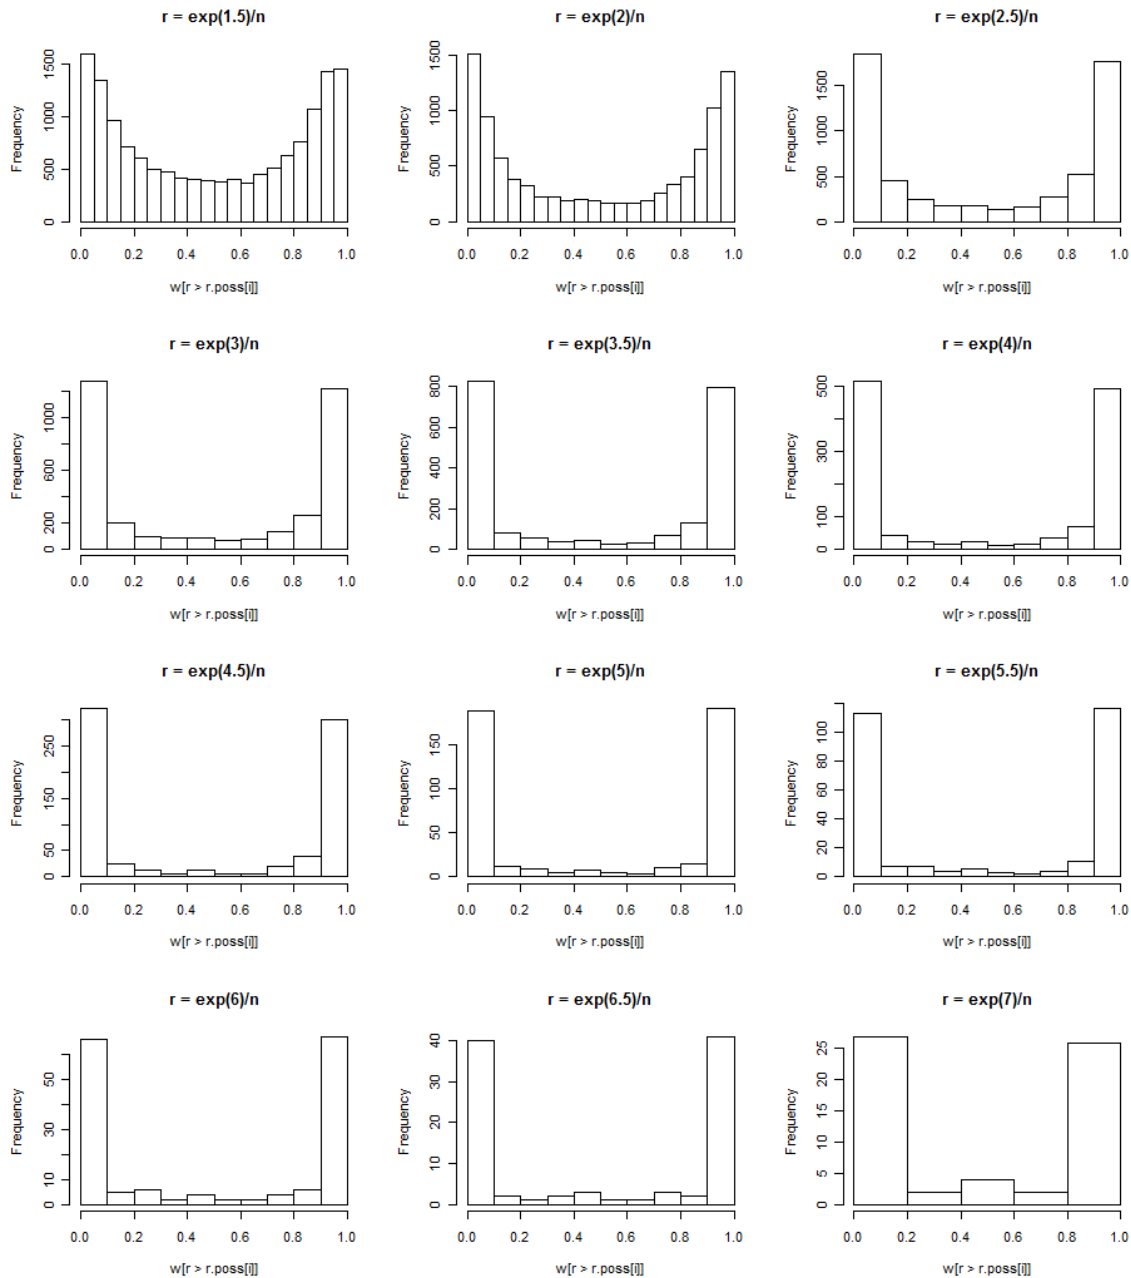 r = exp(1.5)/n
r = exp(2)/n
r = exp(2.5)/n
Frequency
0 500 1000 1500
0.0 0.2 0.4 0.6 0.8 1.0
w[r > r.poss[i]]
Frequency
0 500 1000 1500
0.0 0.2 0.4 0.6 0.8 1.0
w[r > r.poss[i]]
Frequency
0 500 1000 1500
0.0 0.2 0.4 0.6 0.8 1.0
w[r > r.poss[i]]
r = exp(3)/n
r = exp(3.5)/n
r = exp(4)/n
Frequency
0 200 600 1000
0.0 0.2 0.4 0.6 0.8 1.0
w[r > r.poss[i]]
Frequency
0 200 400 600 800
0.0 0.2 0.4 0.6 0.8 1.0
w[r > r.poss[i]]
Frequency
0 100 300 500
0.0 0.2 0.4 0.6 0.8 1.0
w[r > r.poss[i]]
r = exp(4.5)/n
r = exp(5)/n
r = exp(5.5)/n
Frequency
0 50 150 250
0.0 0.2 0.4 0.6 0.8 1.0
w[r > r.poss[i]]
Frequency
0 50 100 150
0.0 0.2 0.4 0.6 0.8 1.0
w[r > r.poss[i]]
Frequency
0 20 40 60 80 100
0.0 0.2 0.4 0.6 0.8 1.0
w[r > r.poss[i]]
r = exp(6)/n
r = exp(6.5)/n
r = exp(7)/n
Frequency
0 10 30 50
0.0 0.2 0.4 0.6 0.8 1.0
w[r > r.poss[i]]
Frequency
0 10 20 30 40
0.0 0.2 0.4 0.6 0.8 1.0
w[r > r.poss[i]]
Frequency
0 5 10 15 20 25
0.0 0.2 0.4 0.6 0.8 1.0
w[r > r.poss[i]]